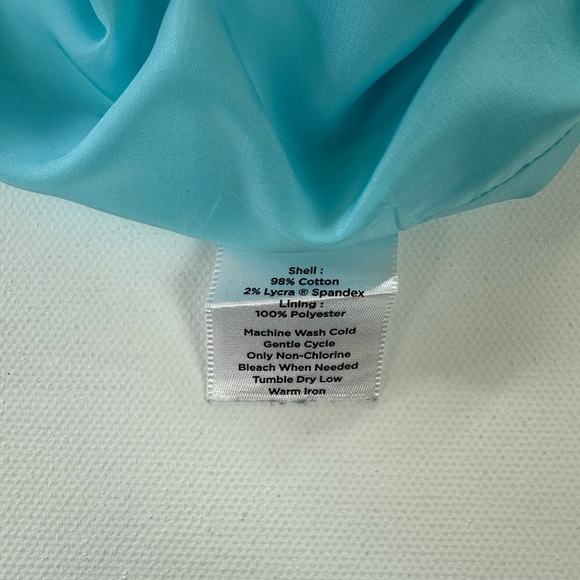 Shell :
98% Cotton
2% Lycra ® Spandex
Lining :
100% Polyester
Machine Wash Cold
Gentle Cycle
Only Non-Chlorine
Bleach When Needed
Tumble Dry Low
Warm Iron